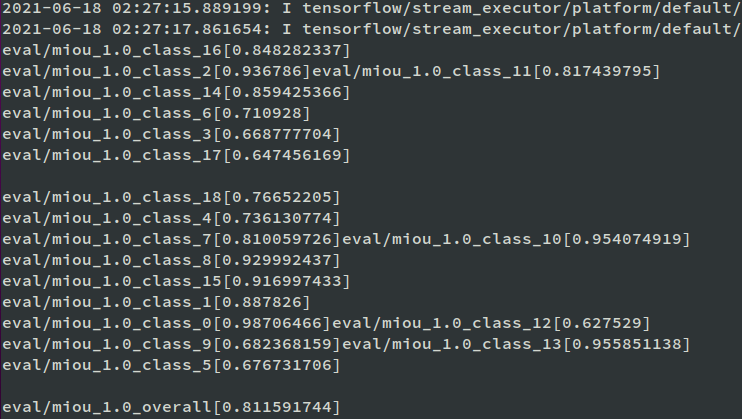 2021-06-18 02:27:15.889199: I tensorflow/stream_executor/platform/default/
2021-06-18 02:27:17.861654: I tensorflow/stream_executor/platform/default/
eval/miou_1.0_class_16[0.848282337]
eval/miou_1.0_class_2[0.936786]eval/miou_1.0_class_11[0.817439795]
eval/miou_1.0_class_14[0.859425366]
eval/miou_1.0_class_6[0.710928]
eval/miou_1.0_class_3[0.668777704]
eval/miou_1.0_class_17[0.647456169]
eval/miou_1.0_class_18[0.76652205]
eval/miou_1.0_class_4[0.736130774]
eval/miou_1.0_class_7[0.810059726]eval/miou_1.0_class_10[0.954074919]
eval/miou_1.0_class_8[0.929992437]
eval/miou_1.0_class_15[0.916997433]
eval/miou_1.0_class_1[0.887826]
eval/miou_1.0_class_0[0.98706466]eval/miou_1.0_class_12[0.627529]
eval/miou_1.0_class_9[0.682368159]eval/miou_1.0_class_13[0.955851138]
eval/miou_1.0_class_5[0.676731706]
eval/miou_1.0_overall[0.811591744]